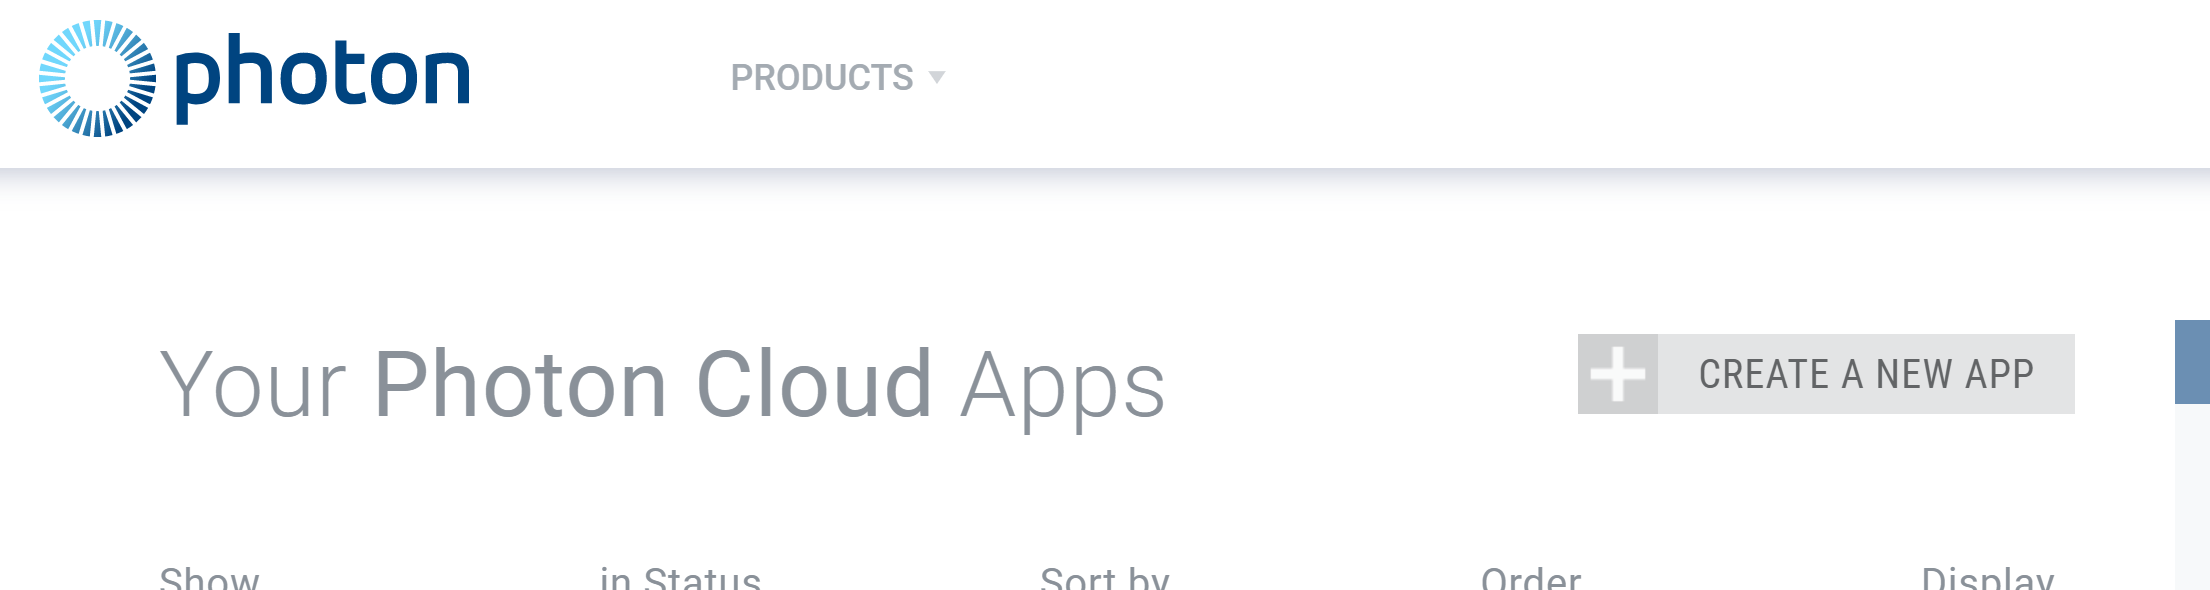 photon
PRODUCTS
Your Photon Cloud Apps
CREATE A NEW APP
Show
in Status
Sort by
Order
Display